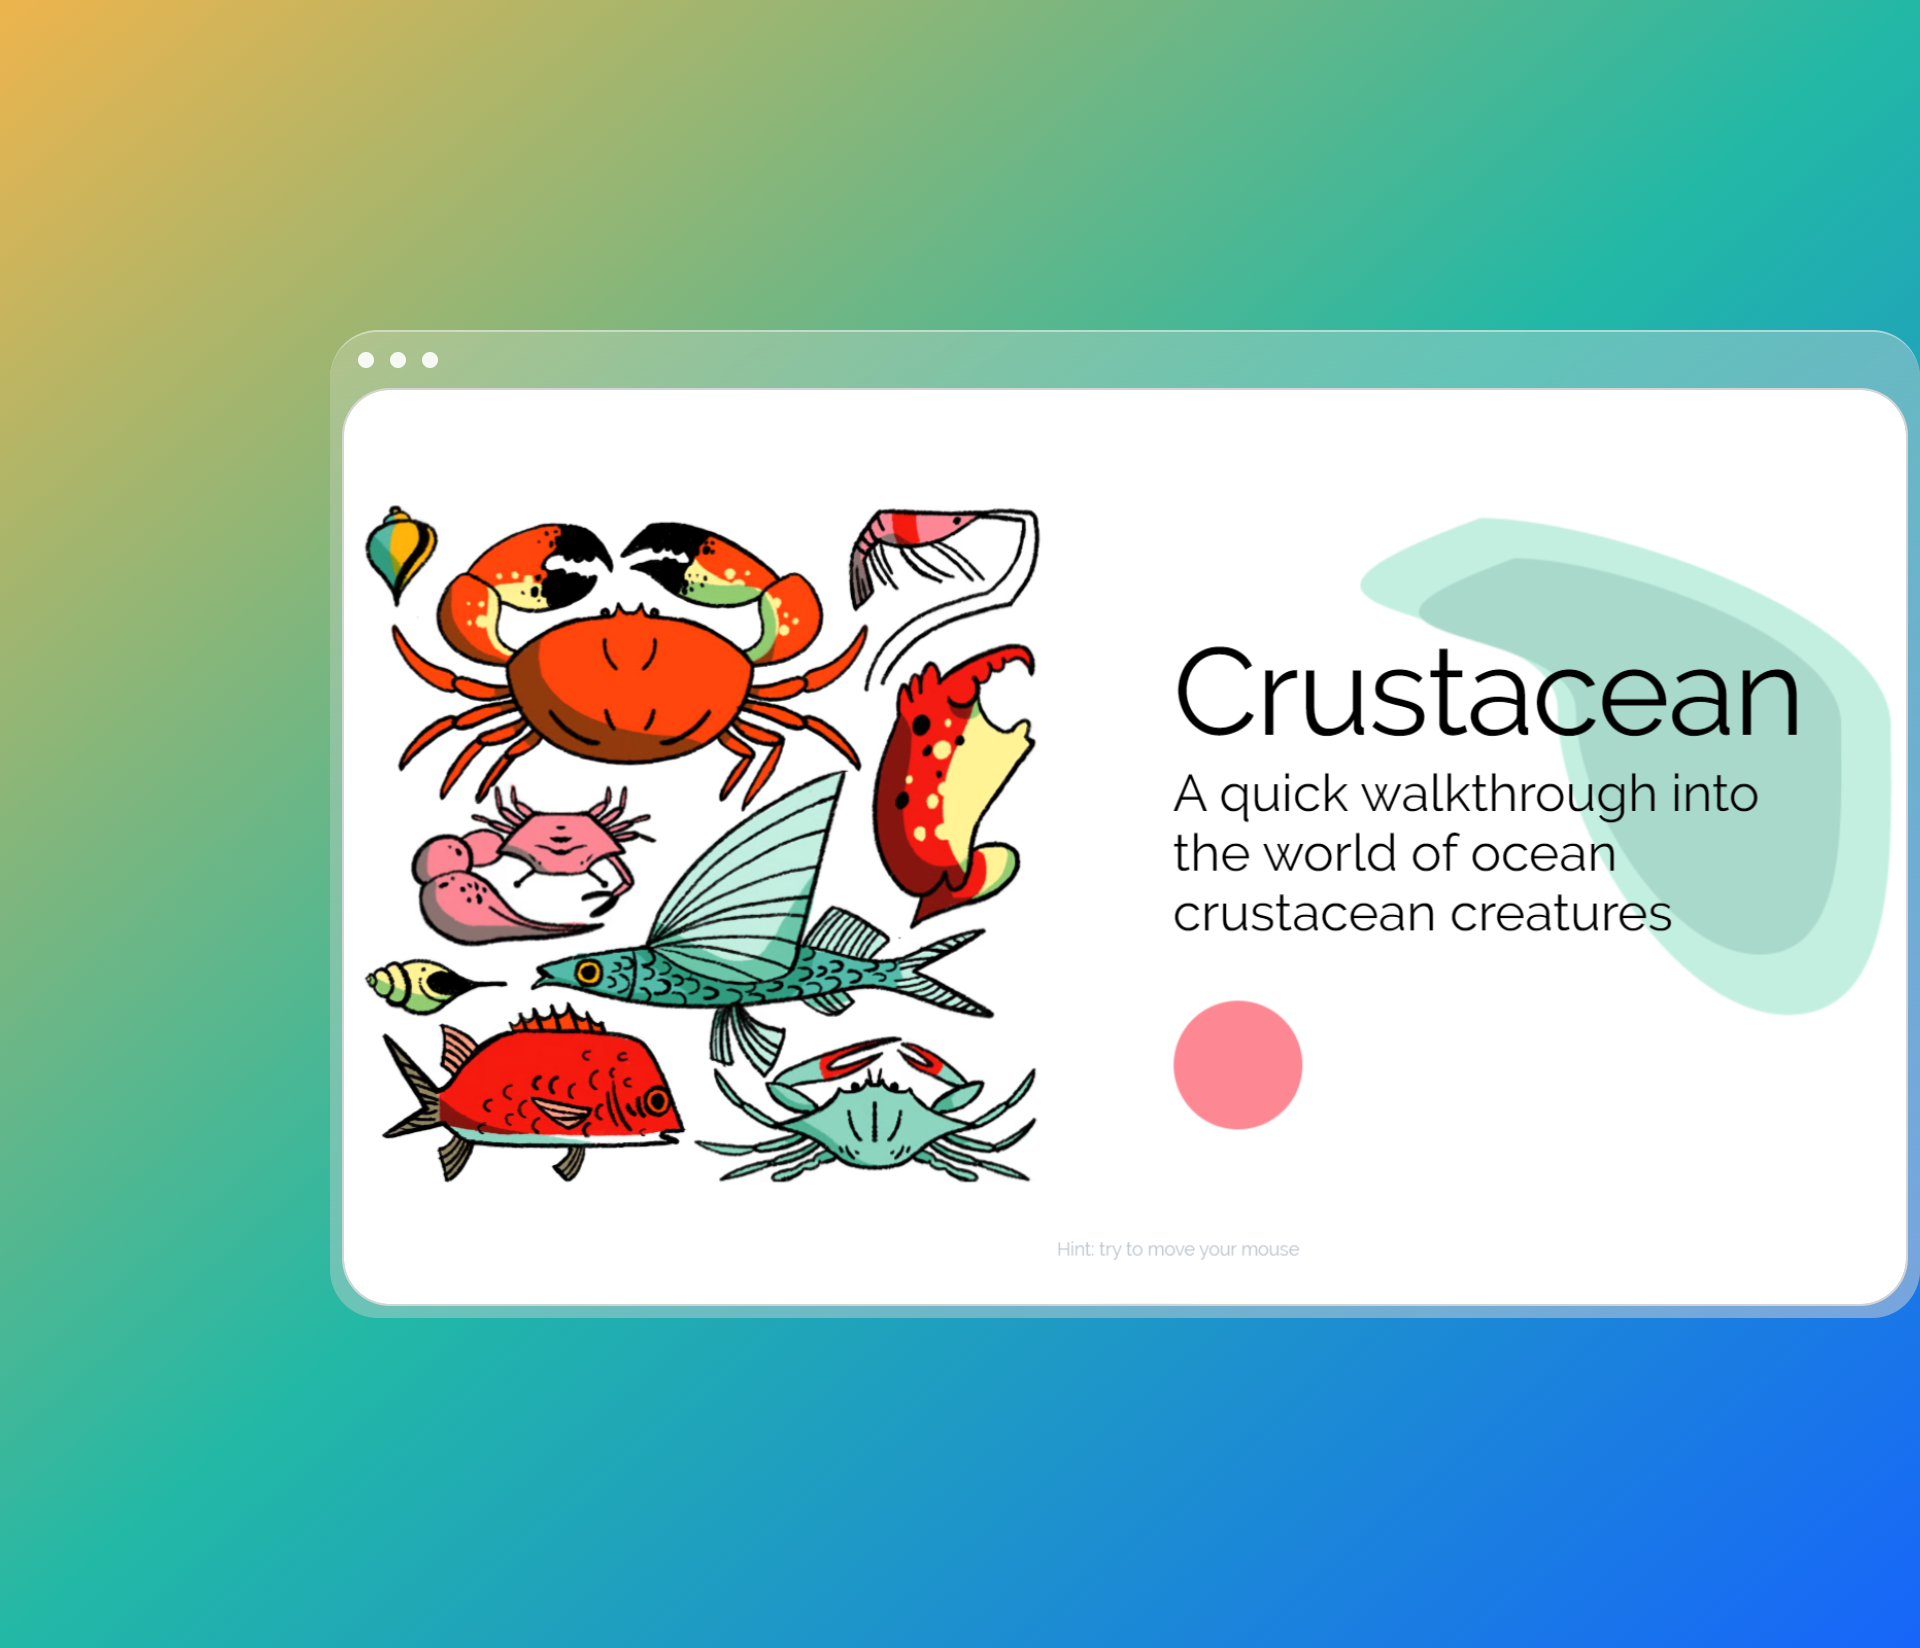 Crustacean
A quick walkthrough into
the world of ocean
crustacean creatures
Hint: try to move your mouse